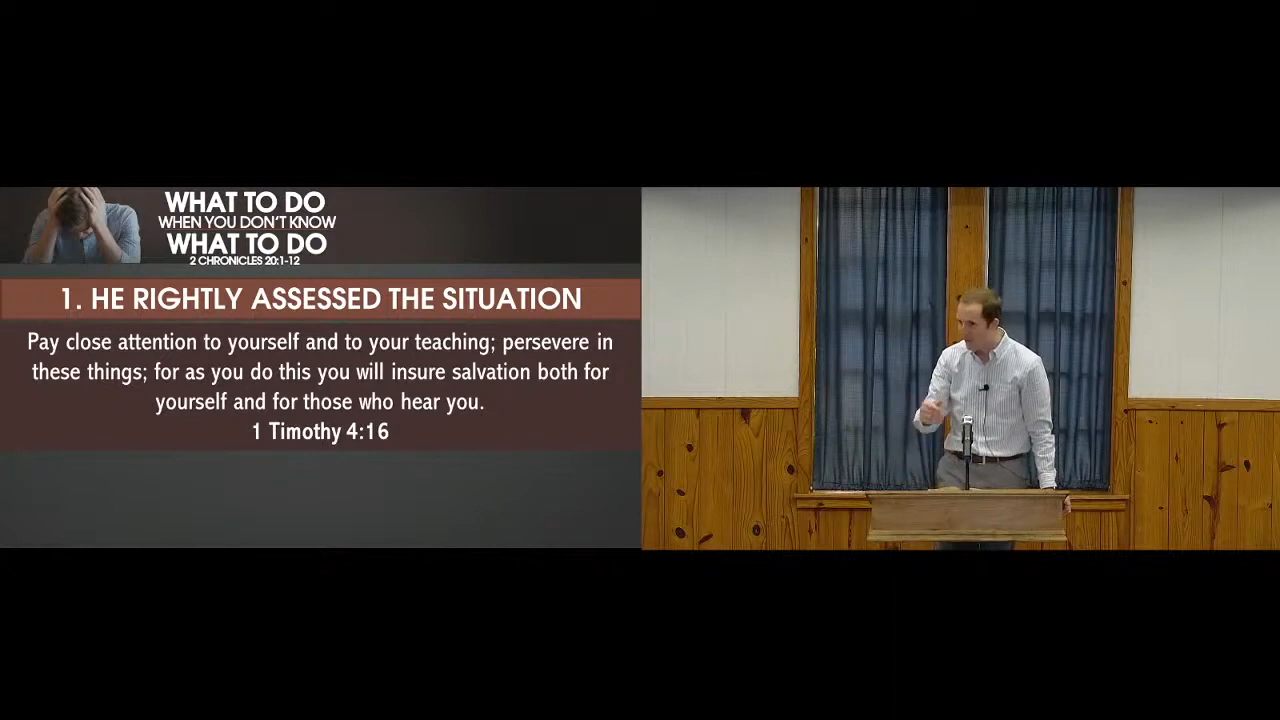 WHAT TO DO
WHEN YOU DON'T KNOW
WHAT TO DO
2 CHRONICLES 20:1-12
1. HE RIGHTLY ASSESSED THE SITUATION
Pay close attention to yourself and to your teaching; persevere in
these things; for as you do this you will insure salvation both for
yourself and for those who hear you.
1 Timothy 4:16